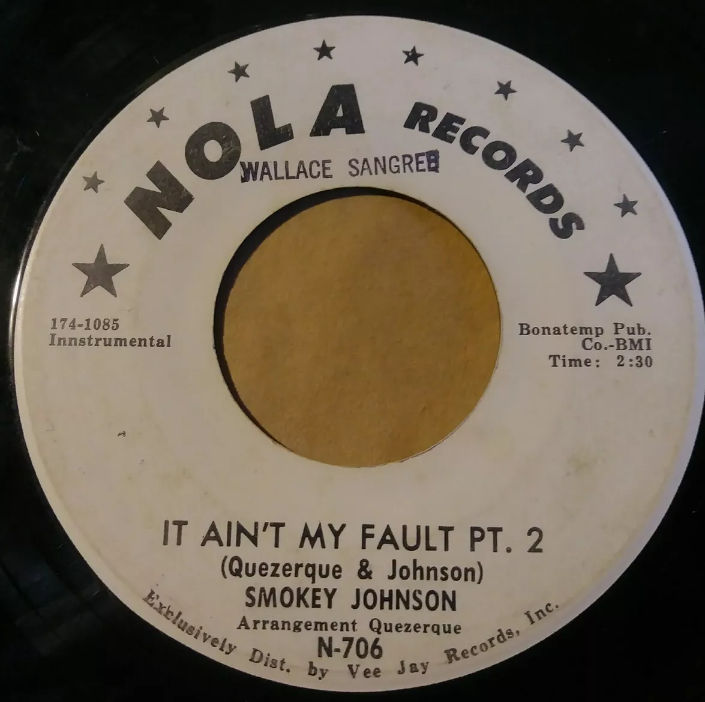 NOLA RECORDS
WALLACE SANGREE
174-1085
Innstrumental
Bonatemp Pub.
Co.-BMI
Time: 2:30
IT AIN'T MY FAULT PT. 2
(Quezerque & Johnson)
SMOKEY JOHNSON
Arrangement Quezerque
N-706
Exclusively Dist. by Vee Jay Records, Inc.